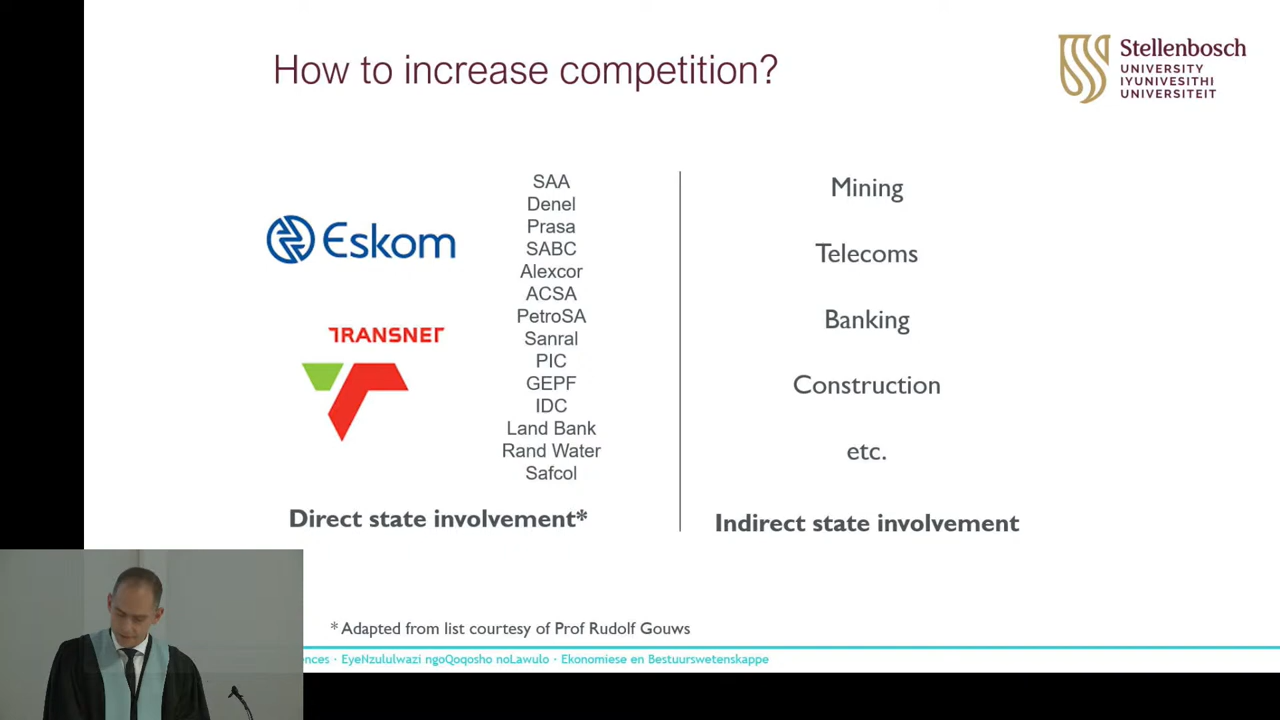 How to increase competition?
Stellenbosch
UNIVERSITY
IYUNIVESITHI
UNIVERSITEIT
Eskom
TRANSNET
SAA
Denel
Prasa
SABC
Alexcor
ACSA
PetroSA
Sanral
PIC
GEPF
IDC
Land Bank
Rand Water
Safcol
Direct state involvement*
Mining
Telecoms
Banking
Construction
etc.
Indirect state involvement
* Adapted from list courtesy of Prof Rudolf Gouws
ences · EyeNzululwazi ngoQoqosho noLawulo · Ekonomiese en Bestuurswetenskappe